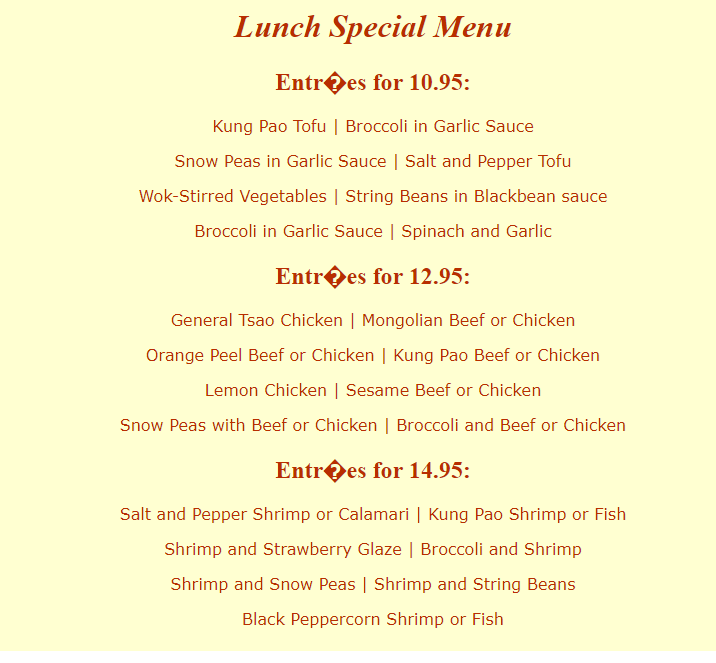 Lunch Special Menu
Entr�es for 10.95:
Kung Pao Tofu | Broccoli in Garlic Sauce
Snow Peas in Garlic Sauce | Salt and Pepper Tofu
Wok-Stirred Vegetables | String Beans in Blackbean sauce
Broccoli in Garlic Sauce | Spinach and Garlic
Entr�es for 12.95:
General Tsao Chicken | Mongolian Beef or Chicken
Orange Peel Beef or Chicken | Kung Pao Beef or Chicken
Lemon Chicken | Sesame Beef or Chicken
Snow Peas with Beef or Chicken | Broccoli and Beef or Chicken
Entr�es for 14.95:
Salt and Pepper Shrimp or Calamari | Kung Pao Shrimp or Fish
Shrimp and Strawberry Glaze | Broccoli and Shrimp
Shrimp and Snow Peas | Shrimp and String Beans
Black Peppercorn Shrimp or Fish